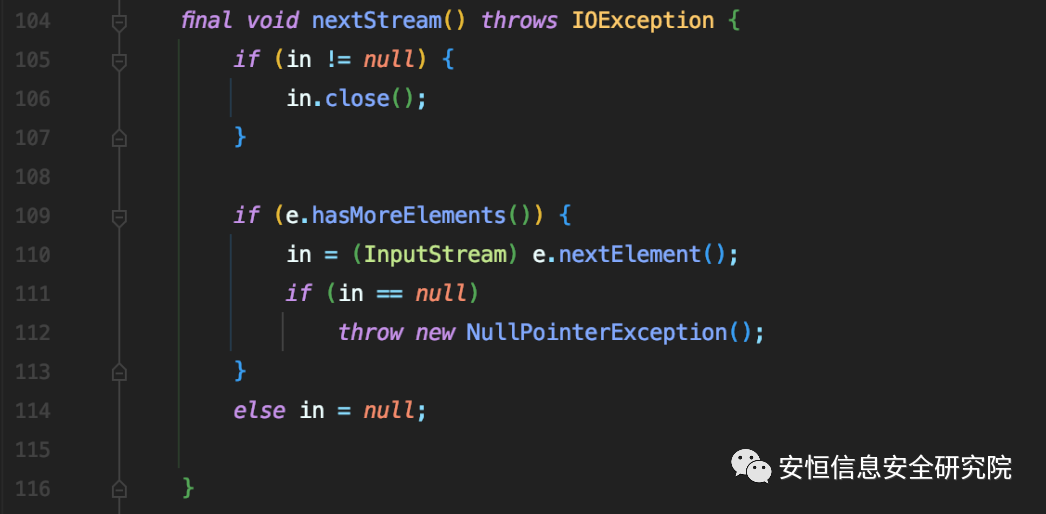 104 final void nextStream() throws IOException {
105 if (in != null) {
106 in.close();
107 }
108
109 if (e.hasMoreElements()) {
110 in = (InputStream) e.nextElement();
111 if (in == null)
112 throw new NullPointerException();
113 }
114 else in = null;
115
116 }
安恒信息安全研究院